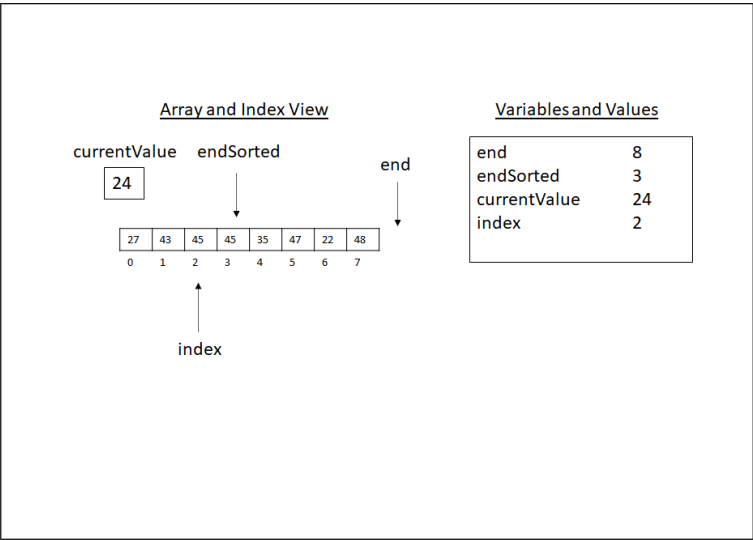 Array and Index View
Variables and Values
currentValue endSorted
end
24
end 8
endSorted 3
currentValue 24
index 2
27 43 45 45 35 47 22 48
0 1 2 3 4 5 6 7
index